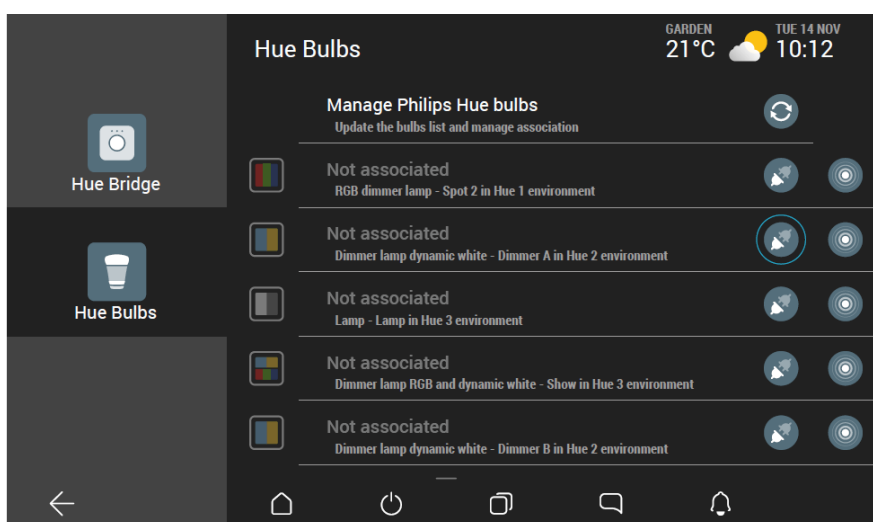 Hue Bulbs
GARDEN
21°C
TUE 14 NOV
10:12
Hue Bridge
Hue Bulbs
Manage Philips Hue bulbs
Update the bulbs list and manage association
Not associated
RGB dimmer lamp - Spot 2 in Hue 1 environment
Not associated
Dimmer lamp dynamic white - Dimmer A in Hue 2 environment
Not associated
Lamp - Lamp in Hue 3 environment
Not associated
Dimmer lamp RGB and dynamic white - Show in Hue 3 environment
Not associated
Dimmer lamp dynamic white - Dimmer B in Hue 2 environment